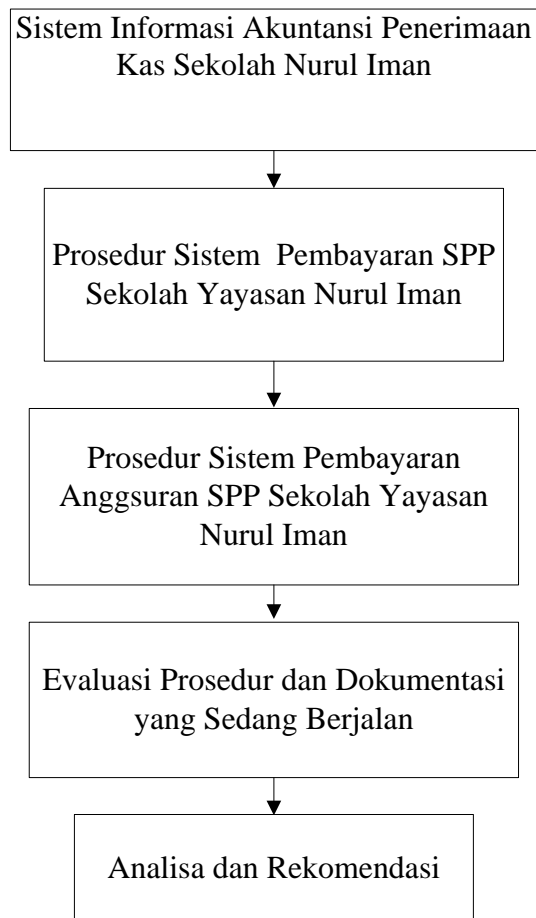 Sistem Informasi Akuntansi Penerimaan
Kas Sekolah Nurul Iman
Prosedur Sistem Pembayaran SPP
Sekolah Yayasan Nurul Iman
Prosedur Sistem Pembayaran
Anggsuran SPP Sekolah Yayasan
Nurul Iman
Evaluasi Prosedur dan Dokumentasi
yang Sedang Berjalan
Analisa dan Rekomendasi